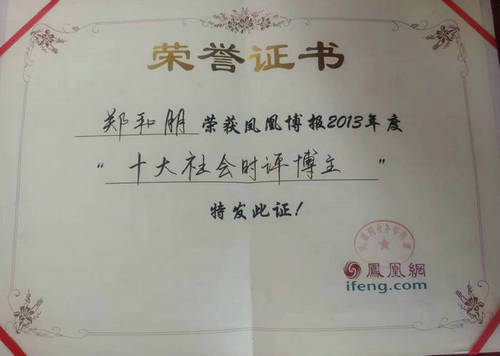 荣誉证书
郑和朋荣获凤凰博报2013年度
“十大社会时评博主”
特发此证!
鳳凰網
ifeng.com